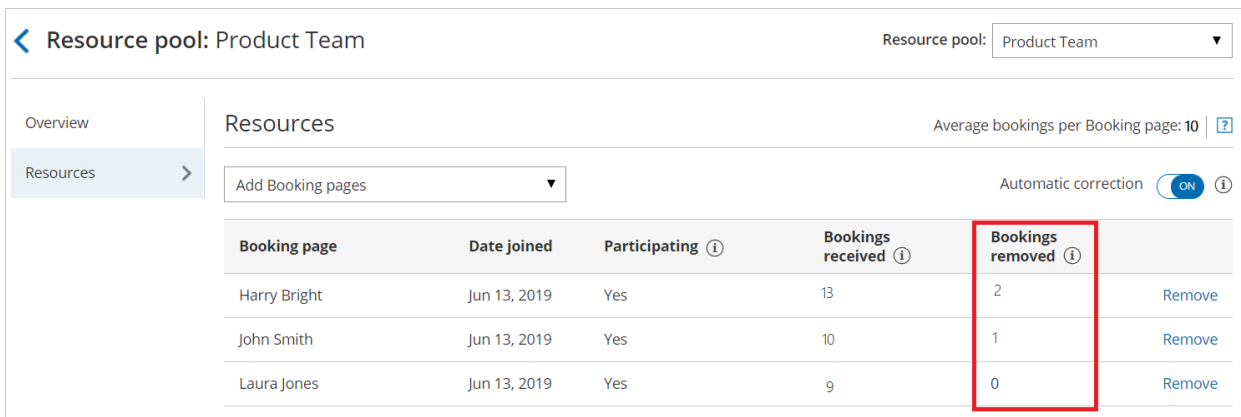 Resource pool: Product Team
Resource pool: Product Team
Overview
Resources
Resources
Average bookings per Booking page: 10 ?
Add Booking pages
Automatic correction ON i
Booking page Date joined Participating i Bookings received i Bookings removed i
Harry Bright Jun 13, 2019 Yes 13 2 Remove
John Smith Jun 13, 2019 Yes 10 1 Remove
Laura Jones Jun 13, 2019 Yes 9 0 Remove